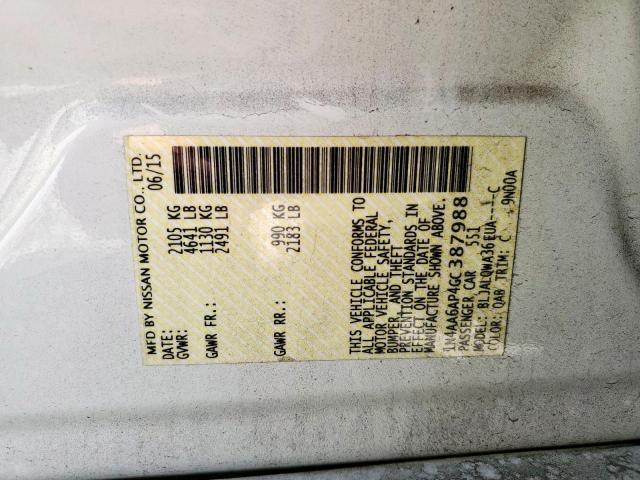 MFD BY NISSAN MOTOR CO., LTD.
DATE: 06/15
GVWR: 2105 KG
4641 LB
GAWR FR.: 1130 KG
2491 LB
GAWR RR.: 990 KG
2183 LB
THIS VEHICLE CONFORMS TO
ALL APPLICABLE FEDERAL
MOTOR VEHICLE SAFETY,
BUMPER, AND THEFT
PREVENTION STANDARDS IN
EFFECT ON THE DATE OF
MANUFACTURE SHOWN ABOVE.
1N4AA6AP4GC387988
PASSENGER CAR 551
MODEL: BLJALQWA36EUA----C
COLOR: QAB TRIM: C 9N00A